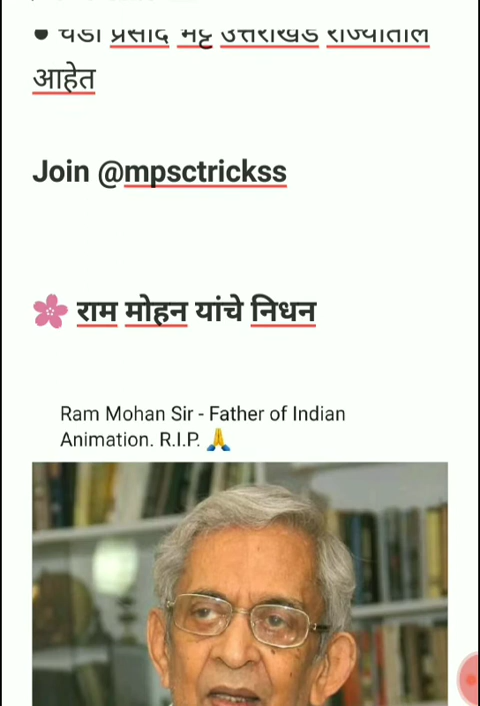 ● चंडी प्रसाद भट्ट उत्तराखंड राज्यातील
आहेत
Join @mpsctrickss
🌸 राम मोहन यांचे निधन
Ram Mohan Sir - Father of Indian
Animation. R.I.P. 🙏